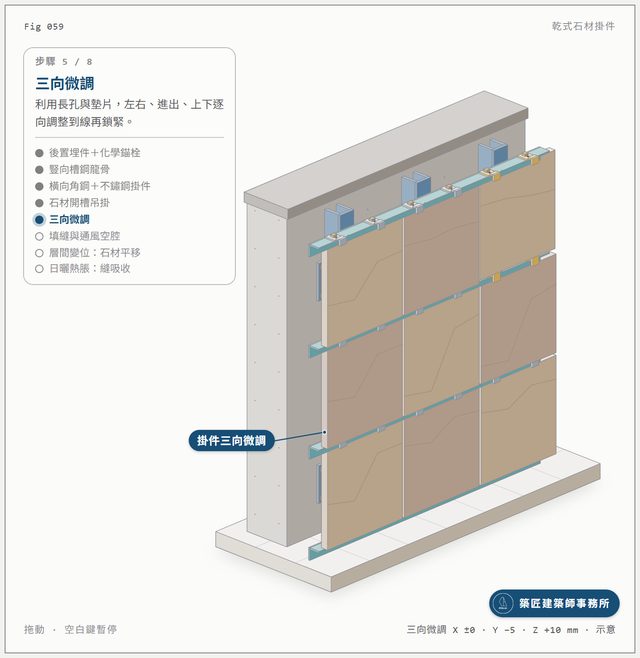 Fig 059
乾式石材掛件
步驟 5 / 8
三向微調
利用長孔與墊片，左右、進出、上下逐
向調整到線再鎖緊。
後置埋件＋化學錨栓
豎向槽鋼龍骨
橫向角鋼＋不鏽鋼掛件
石材開槽吊掛
三向微調
填縫與通風空腔
層間變位：石材平移
日曬熱脹：縫吸收
掛件三向微調
築匠建築師事務所
拖動 · 空白鍵暫停
三向微調 X ±0 · Y −5 · Z +10 mm · 示意